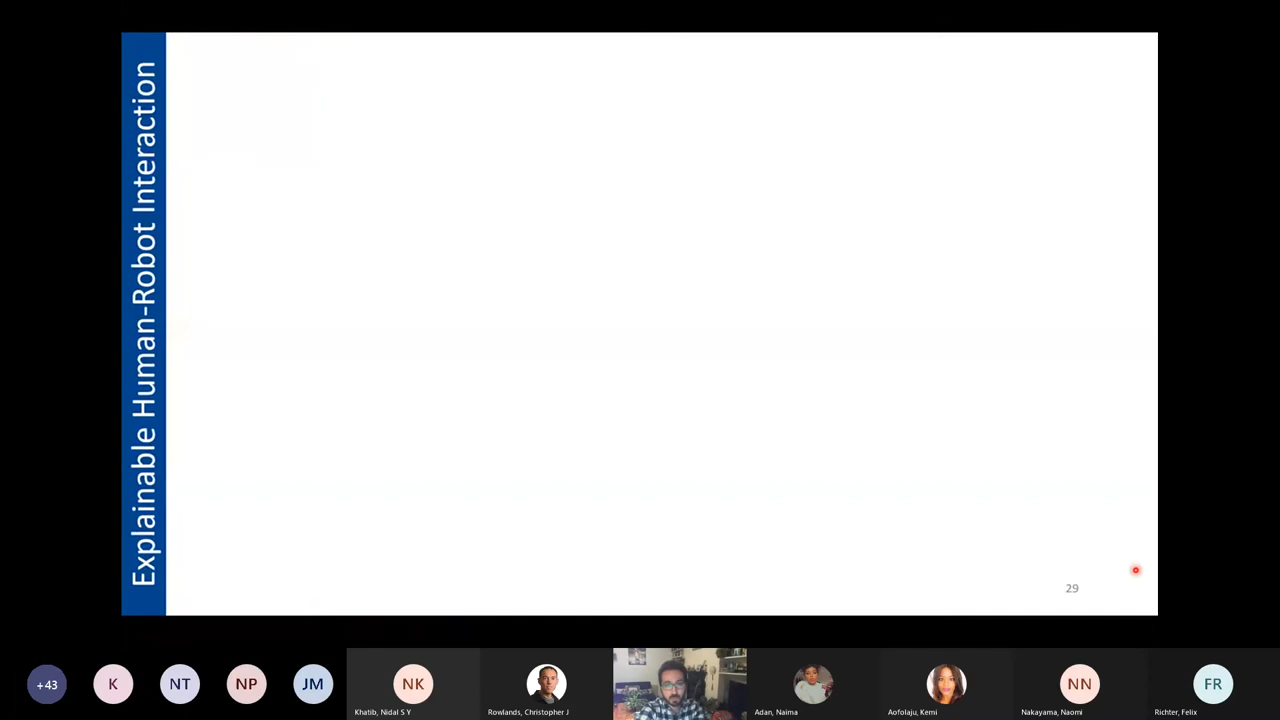 Explainable Human-Robot Interaction
29
+43
K
NT
NP
JM
NK
NN
FR
Khatib, Nidal S Y
Rowlands, Christopher J
Adan, Naima
Aofolaju, Kemi
Nakayama, Naomi
Richter, Felix